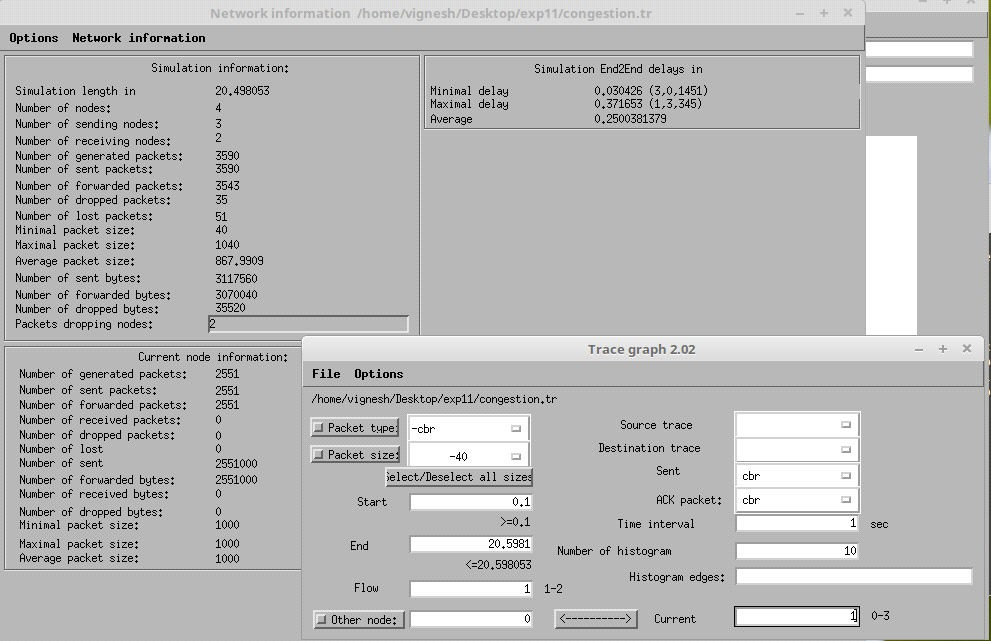 Network information /home/vignesh/Desktop/exp11/congestion.tr
Options Network information
Simulation information:
Simulation length in 20.498053
Number of nodes: 4
Number of sending nodes: 3
Number of receiving nodes: 2
Number of generated packets: 3590
Number of sent packets: 3590
Number of forwarded packets: 3543
Number of dropped packets: 35
Number of lost packets: 51
Minimal packet size: 40
Maximal packet size: 1040
Average packet size: 867.9909
Number of sent bytes: 3117560
Number of forwarded bytes: 3070040
Number of dropped bytes: 35520
Packets dropping nodes: 2
Simulation End2End delays in
Minimal delay 0.030426 (3,0,1451)
Maximal delay 0.371653 (1,3,345)
Average 0.2500381379
Current node information:
Number of generated packets: 2551
Number of sent packets: 2551
Number of forwarded packets: 2551
Number of received packets: 0
Number of dropped packets: 0
Number of lost 0
Number of sent 2551000
Number of forwarded bytes: 2551000
Number of received bytes: 0
Number of dropped bytes: 0
Minimal packet size: 1000
Maximal packet size: 1000
Average packet size: 1000
Trace graph 2.02
File Options
/home/vignesh/Desktop/exp11/congestion.tr
Packet type: -cbr
Packet size: -40
Select/Deselect all sizes
Start 0.1
>=0.1
End 20.5981
<=20.598053
Flow 1 1-2
Other node: 0
<---------->
Source trace
Destination trace
Sent cbr
ACK packet: cbr
Time interval 1 sec
Number of histogram 10
Histogram edges:
Current 1 0-3